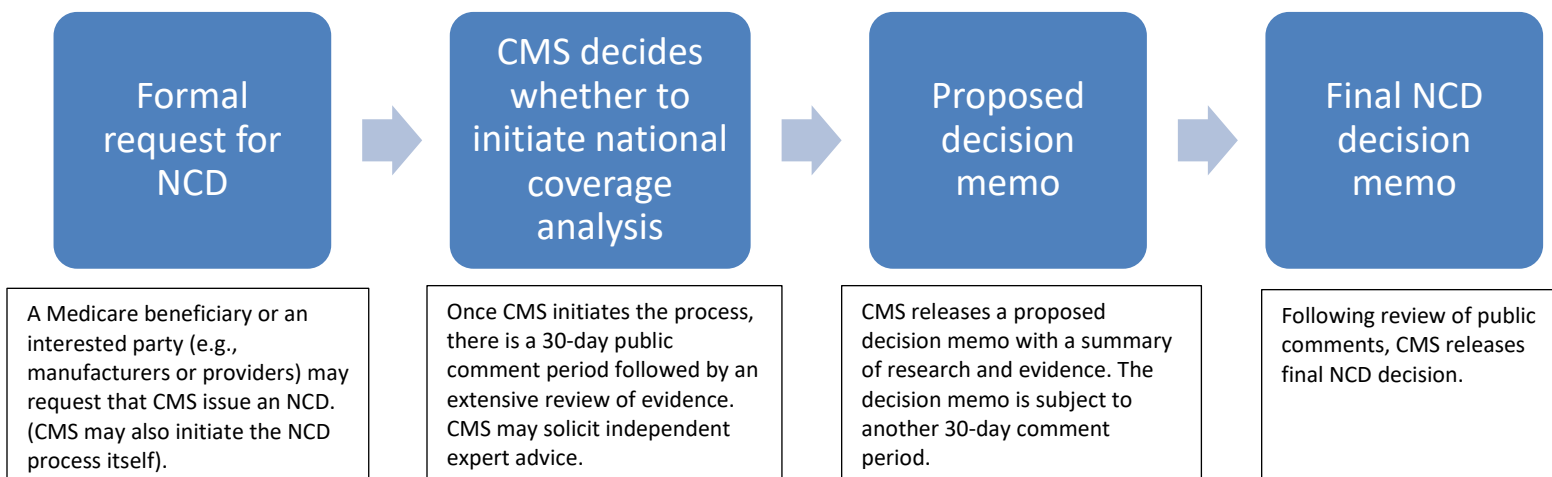 Formal
request for
NCD
CMS decides
whether to
initiate national
coverage
analysis
Proposed
decision
memo
Final NCD
decision
memo
A Medicare beneficiary or an
interested party (e.g.,
manufacturers or providers) may
request that CMS issue an NCD.
(CMS may also initiate the NCD
process itself).
Once CMS initiates the process,
there is a 30-day public
comment period followed by an
extensive review of evidence.
CMS may solicit independent
expert advice.
CMS releases a proposed
decision memo with a summary
of research and evidence. The
decision memo is subject to
another 30-day comment
period.
Following review of public
comments, CMS releases
final NCD decision.